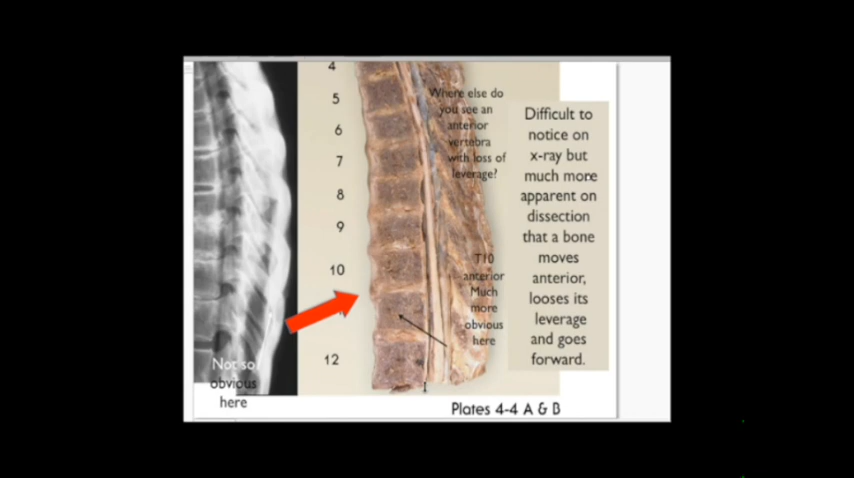 4
5
6
7
8
9
10
12
Where else do
you see an
anterior
vertebra
with loss of
leverage?
T10
anterior
Much
more
obvious
here
Difficult to
notice on
x-ray but
much more
apparent on
dissection
that a bone
moves
anterior,
looses its
leverage
and goes
forward.
Not so
obvious
here
Plates 4-4 A & B